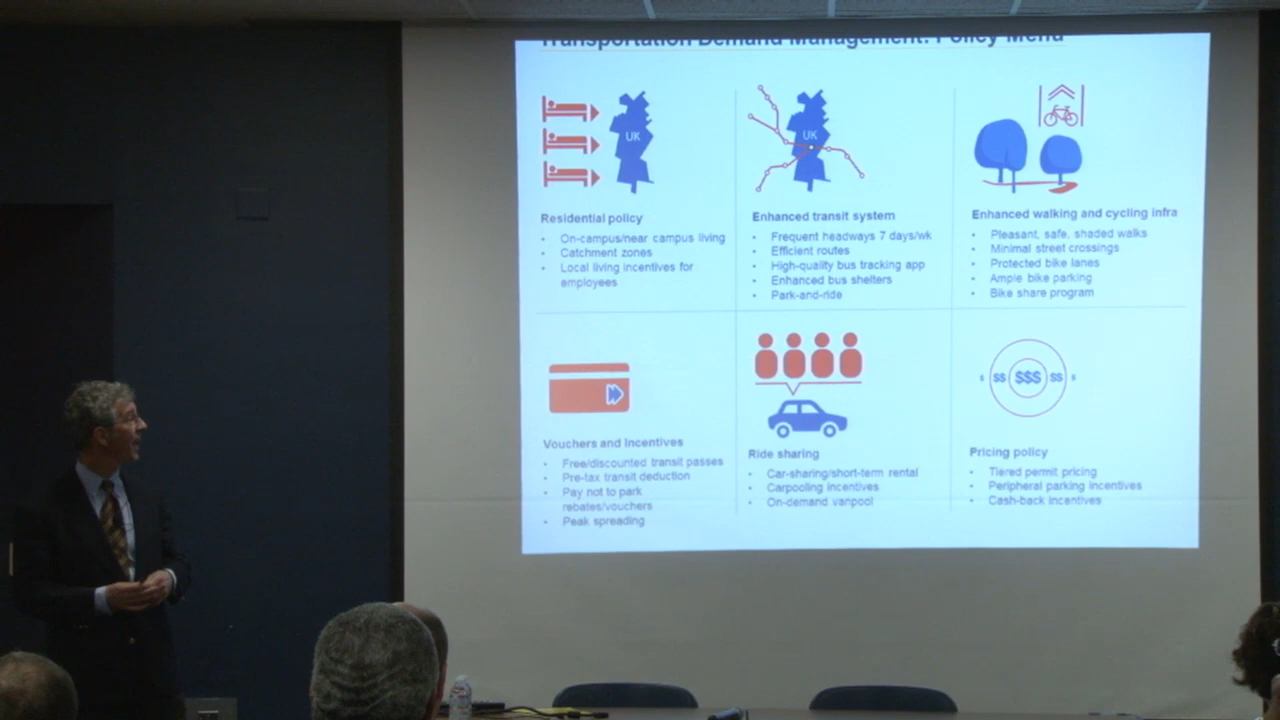 Transportation Demand Management: Policy Menu
UK
UK
Residential policy
• On-campus/near campus living
• Catchment zones
• Local living incentives for
employees
Enhanced transit system
• Frequent headways 7 days/wk
• Efficient routes
• High-quality bus tracking app
• Enhanced bus shelters
• Park-and-ride
Enhanced walking and cycling infra
• Pleasant, safe, shaded walks
• Minimal street crossings
• Protected bike lanes
• Ample bike parking
• Bike share program
Vouchers and Incentives
• Free/discounted transit passes
• Pre-tax transit deduction
• Pay not to park
rebates/vouchers
• Peak spreading
Ride sharing
• Car-sharing/short-term rental
• Carpooling incentives
• On-demand vanpool
$ $$ $$$ $$ $
Pricing policy
• Tiered permit pricing
• Peripheral parking incentives
• Cash-back incentives